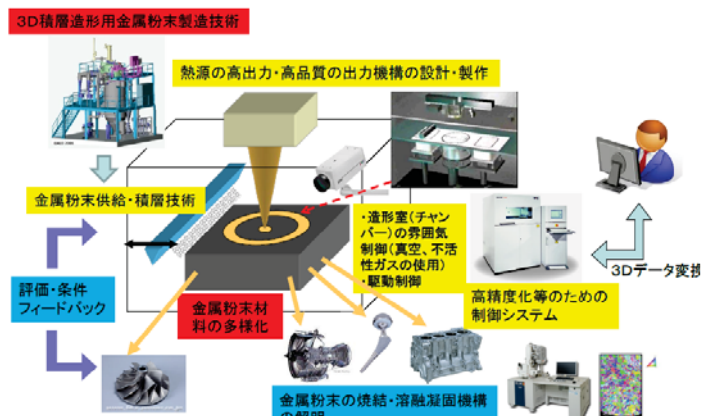 3D積層造形用金属粉末製造技術
熱源の高出力・高品質の出力機構の設計・製作
金属粉末供給・積層技術
・造形室(チャン
バー)の雰囲気
制御(真空、不活
性ガスの使用)
・駆動制御
3Dデータ変換
評価・条件
フィードバック
金属粉末材
料の多様化
高精度化等のための
制御システム
金属粉末の焼結・溶融凝固機構
の解明